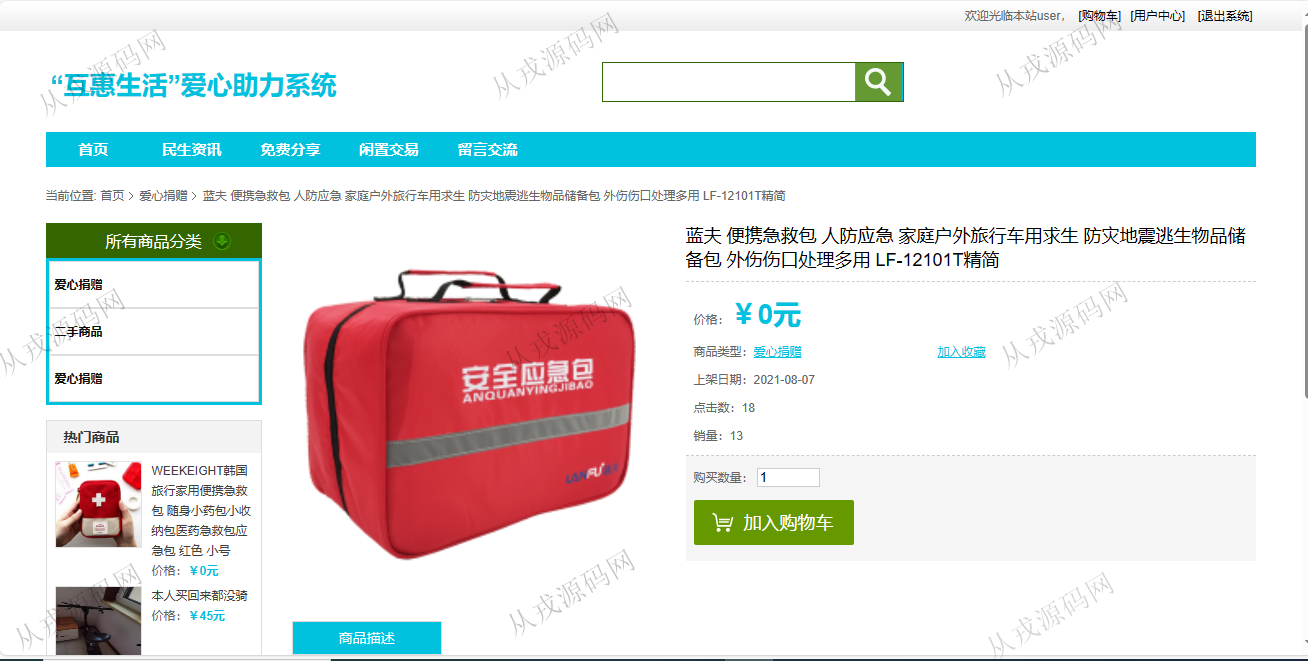 欢迎光临本站user, [购物车] [用户中心] [退出系统]
“互惠生活”爱心助力系统
首页 民生资讯 免费分享 闲置交易 留言交流
当前位置: 首页 > 爱心捐赠 > 蓝夫 便携急救包 人防应急 家庭户外旅行车用求生 防灾地震逃生物品储备包 外伤伤口处理多用 LF-12101T精简
所有商品分类
爱心捐赠
二手商品
爱心捐赠
热门商品
WEEKEIGHT韩国
旅行家用便携急救
包 随身小药包小收
纳包医药急救包应
急包 红色 小号
价格：￥0元
本人买回来都没骑
价格：￥45元
安全应急包
ANQUANYINGJIBAO
LANFU
商品描述
蓝夫 便携急救包 人防应急 家庭户外旅行车用求生 防灾地震逃生物品储
备包 外伤伤口处理多用 LF-12101T精简
价格：￥0元
商品类型：爱心捐赠 加入收藏
上架日期：2021-08-07
点击数：18
销量：13
购买数量： 1
加入购物车
从戎源码网
从戎源码网
从戎源码网
从戎源码网
从戎源码网
从戎源码网
从戎源码网
从戎源码网
从戎源码网